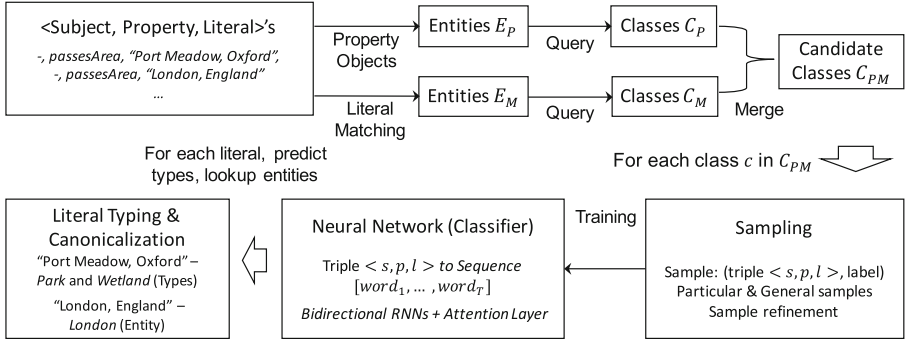 <Subject, Property, Literal>'s
-, passesArea, "Port Meadow, Oxford",
-, passesArea, "London, England"
...
Property
Objects
Entities E_P
Query
Classes C_P
Literal
Matching
Entities E_M
Query
Classes C_M
Merge
Candidate
Classes C_PM
For each literal, predict
types, lookup entities
For each class c in C_PM
Literal Typing &
Canonicalization
"Port Meadow, Oxford" –
Park and Wetland (Types)
"London, England" –
London (Entity)
Neural Network (Classifier)
Triple < s, p, l > to Sequence
[word_1, ... , word_T]
Bidirectional RNNs + Attention Layer
Training
Sampling
Sample: (triple < s, p, l >, label)
Particular & General samples
Sample refinement